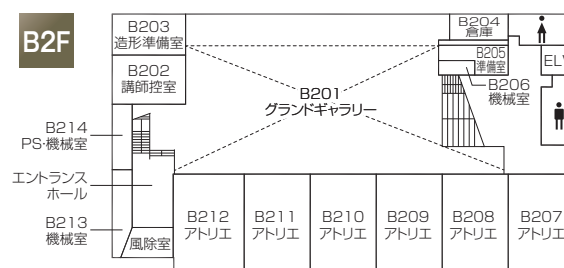 B2F
B203
造形準備室
B202
講師控室
B204
倉庫
B205
準備室
ELV
B201
グランドギャラリー
B206
機械室
B214
PS・機械室
エントランス
ホール
B213
機械室
風除室
B212
アトリエ
B211
アトリエ
B210
アトリエ
B209
アトリエ
B208
アトリエ
B207
アトリエ